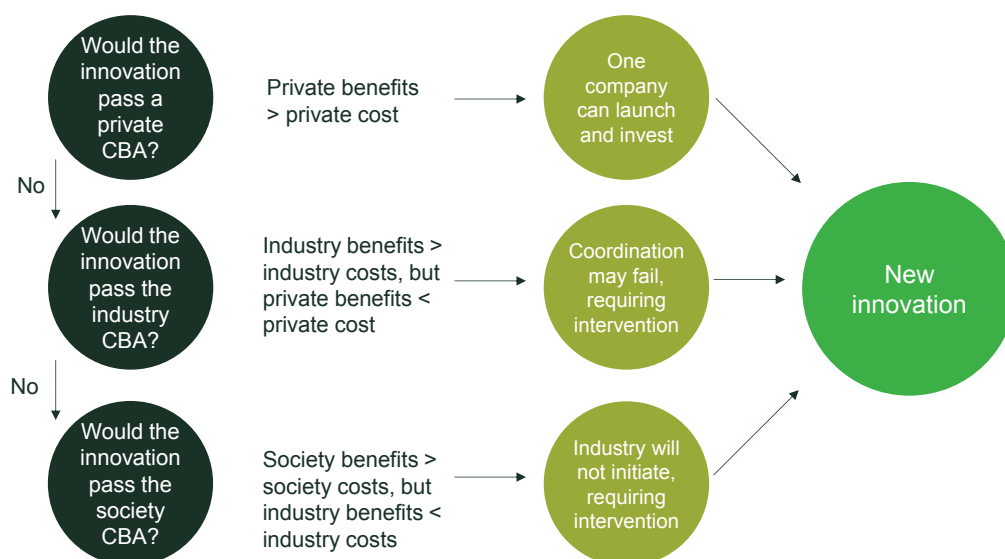 Would the
innovation
pass a
private
CBA?
Private benefits
> private cost
One
company
can launch
and invest
No
Would the
innovation
pass the
industry
CBA?
Industry benefits >
industry costs, but
private benefits <
private cost
Coordination
may fail,
requiring
intervention
New
innovation
No
Would the
innovation
pass the
society
CBA?
Society benefits >
society costs, but
industry benefits <
industry costs
Industry will
not initiate,
requiring
intervention